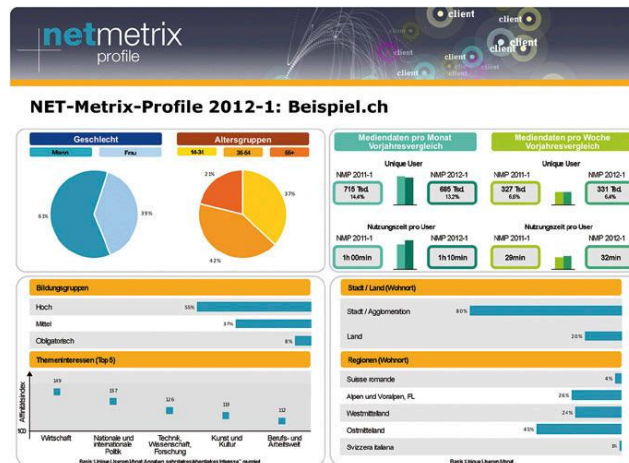 netmetrix
profile
client
client
client
client
client
client
NET-Metrix-Profile 2012-1: Beispiel.ch
Geschlecht
Mann Frau
61%
39%
Altersgruppen
35-54 55+
21%
37%
42%
Mediendaten pro Monat
Vorjahresvergleich
Unique User
NMP 2011-1 NMP 2012-1
715 Tsd. 685 Tsd.
14,4% 13,2%
Nutzungszeit pro User
NMP 2011-1 NMP 2012-1
1h 00min 1h 10min
Mediendaten pro Woche
Vorjahresvergleich
Unique User
NMP 2011-1 NMP 2012-1
327 Tsd. 331 Tsd.
6,6% 6,4%
Nutzungszeit pro User
NMP 2011-1 NMP 2012-1
29min 32min
Bildungsgruppen
Hoch 55%
Mittel 37%
Obligatorisch 8%
Themeninteressen (Top 5)
Affinitätsindex
149
137
126
112
100
Wirtschaft
Nationale und
internationale
Politik
Technik,
Wissenschaft,
Forschung
Kunst und
Kultur
Berufs- und
Arbeitswelt
Stadt / Land (Wohnort)
Stadt / Agglomeration 80%
Land 20%
Regionen (Wohnort)
Suisse romande 4%
Alpen und Voralpen, FL 26%
Westmittelland 24%
Ostmittelland 45%
Svizzera italiana 1%